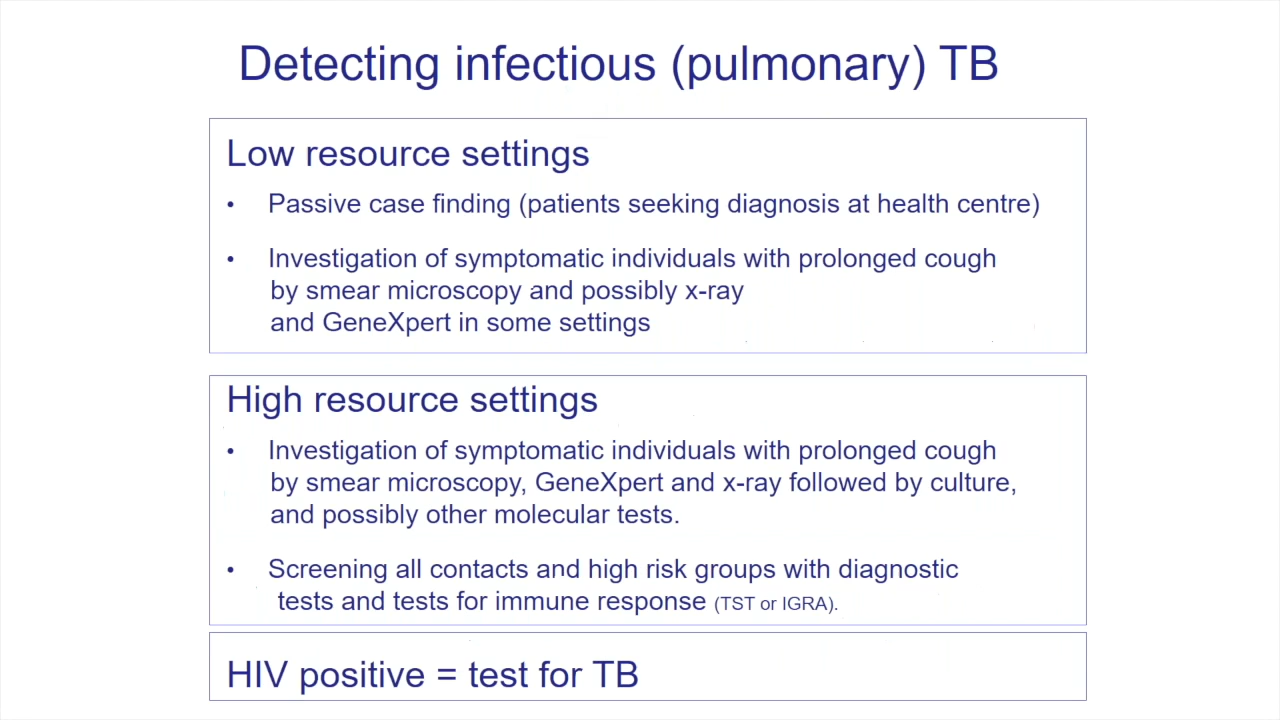 Detecting infectious (pulmonary) TB
Low resource settings
• Passive case finding (patients seeking diagnosis at health centre)
• Investigation of symptomatic individuals with prolonged cough
by smear microscopy and possibly x-ray
and GeneXpert in some settings
High resource settings
• Investigation of symptomatic individuals with prolonged cough
by smear microscopy, GeneXpert and x-ray followed by culture,
and possibly other molecular tests.
• Screening all contacts and high risk groups with diagnostic
tests and tests for immune response (TST or IGRA).
HIV positive = test for TB